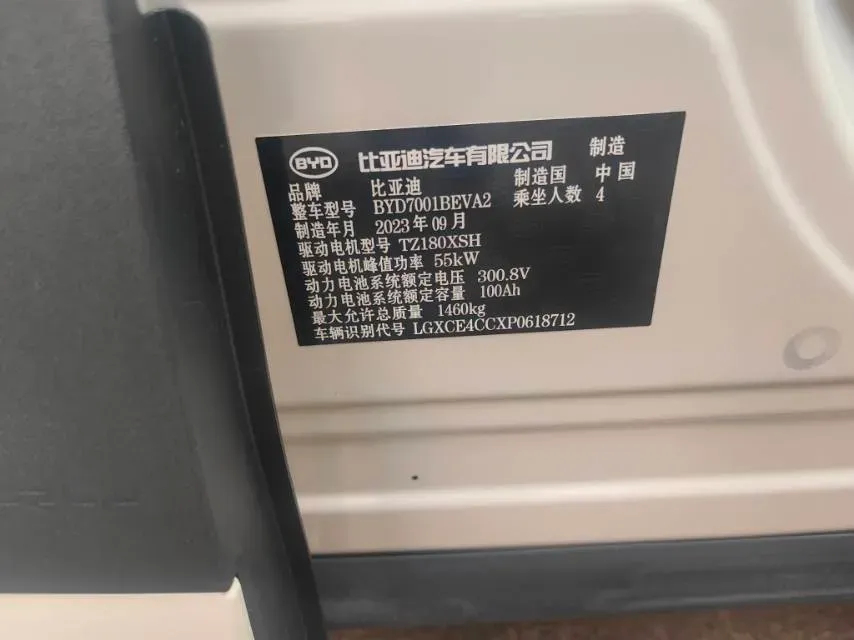 BYD 比亚迪汽车有限公司 制造
品牌 比亚迪 制造国 中国
整车型号 BYD7001BEVA2 乘坐人数 4
制造年月 2023年09月
驱动电机型号 TZ180XSH
驱动电机峰值功率 55kW
动力电池系统额定电压 300.8V
动力电池系统额定容量 100Ah
最大允许总质量 1460kg
车辆识别代号 LGXCE4CCXP0618712